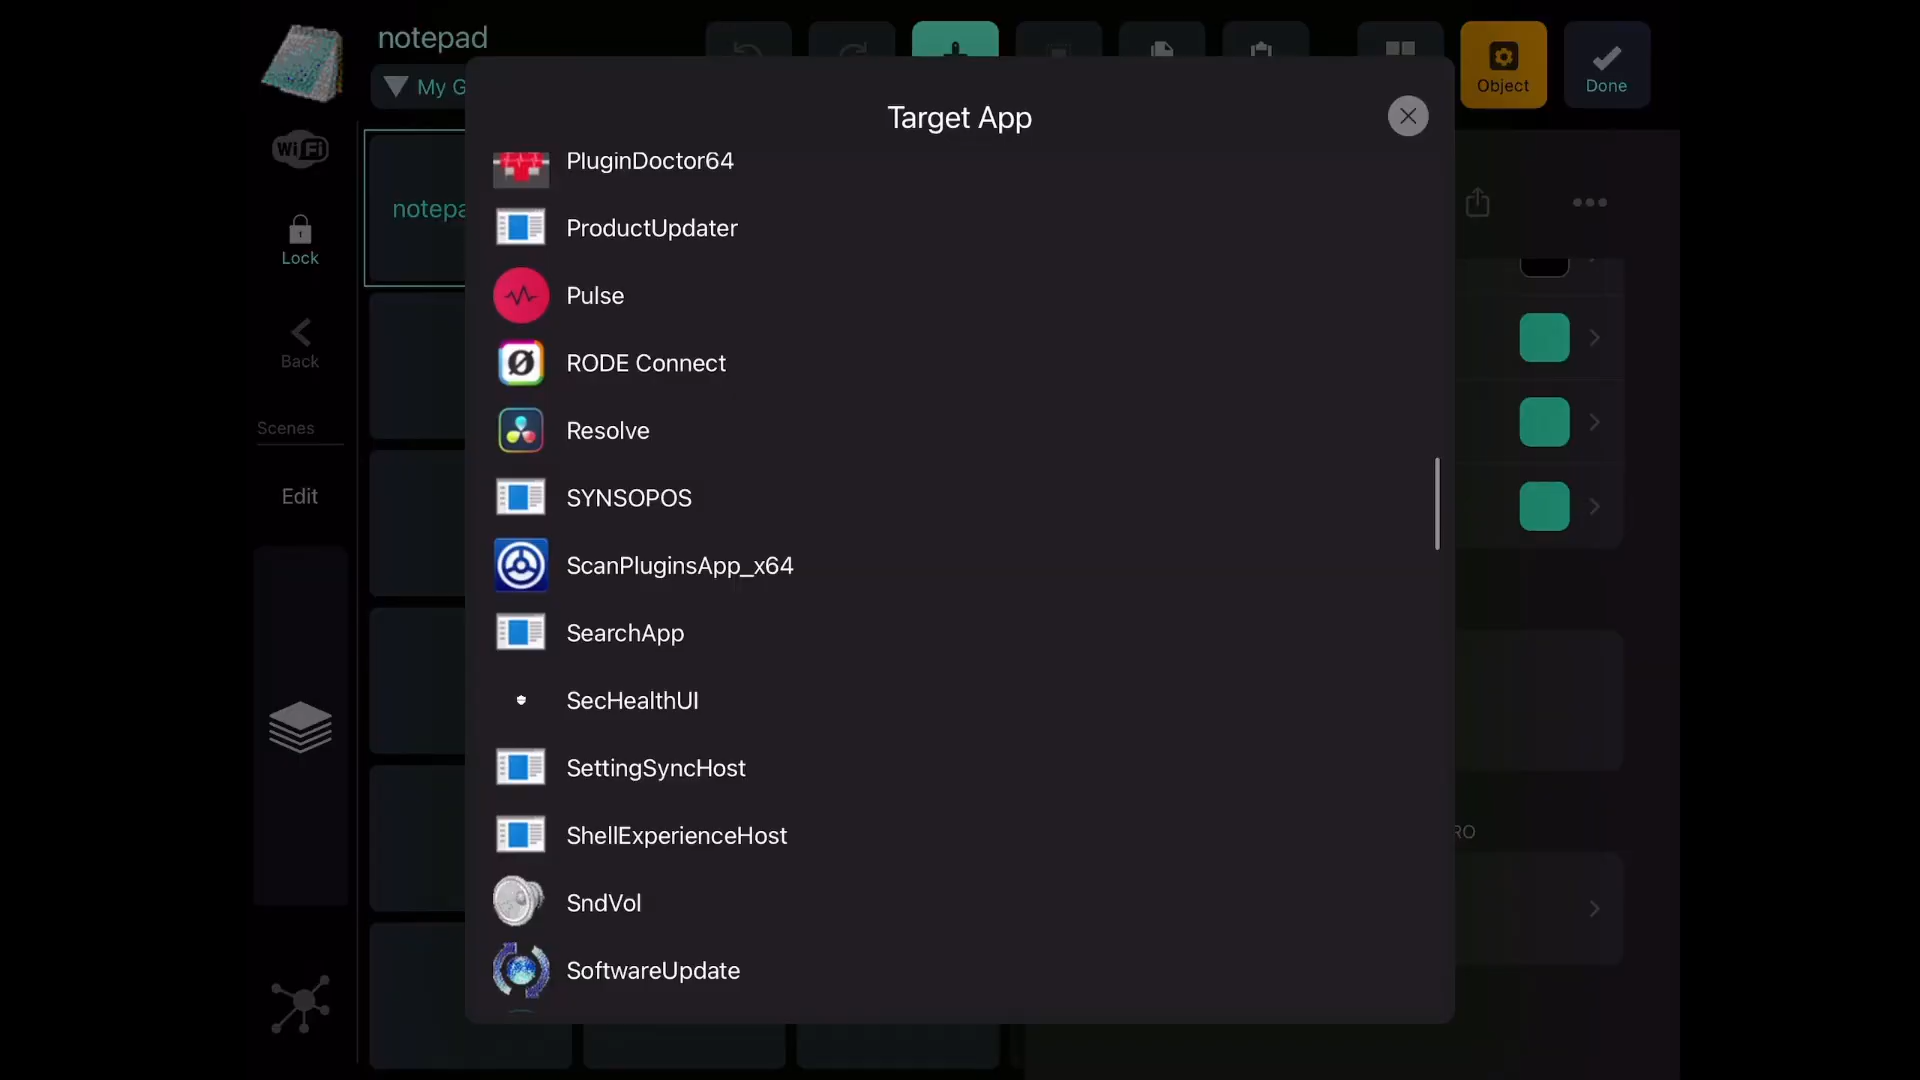 notepad
My G
Object
Done
Target App
WiFi
PluginDoctor64
notepa
ProductUpdater
Lock
Pulse
Back
RODE Connect
Scenes
Resolve
Edit
SYNSOPOS
ScanPluginsApp_x64
SearchApp
SecHealthUI
SettingSyncHost
ShellExperienceHost
RO
SndVol
SoftwareUpdate